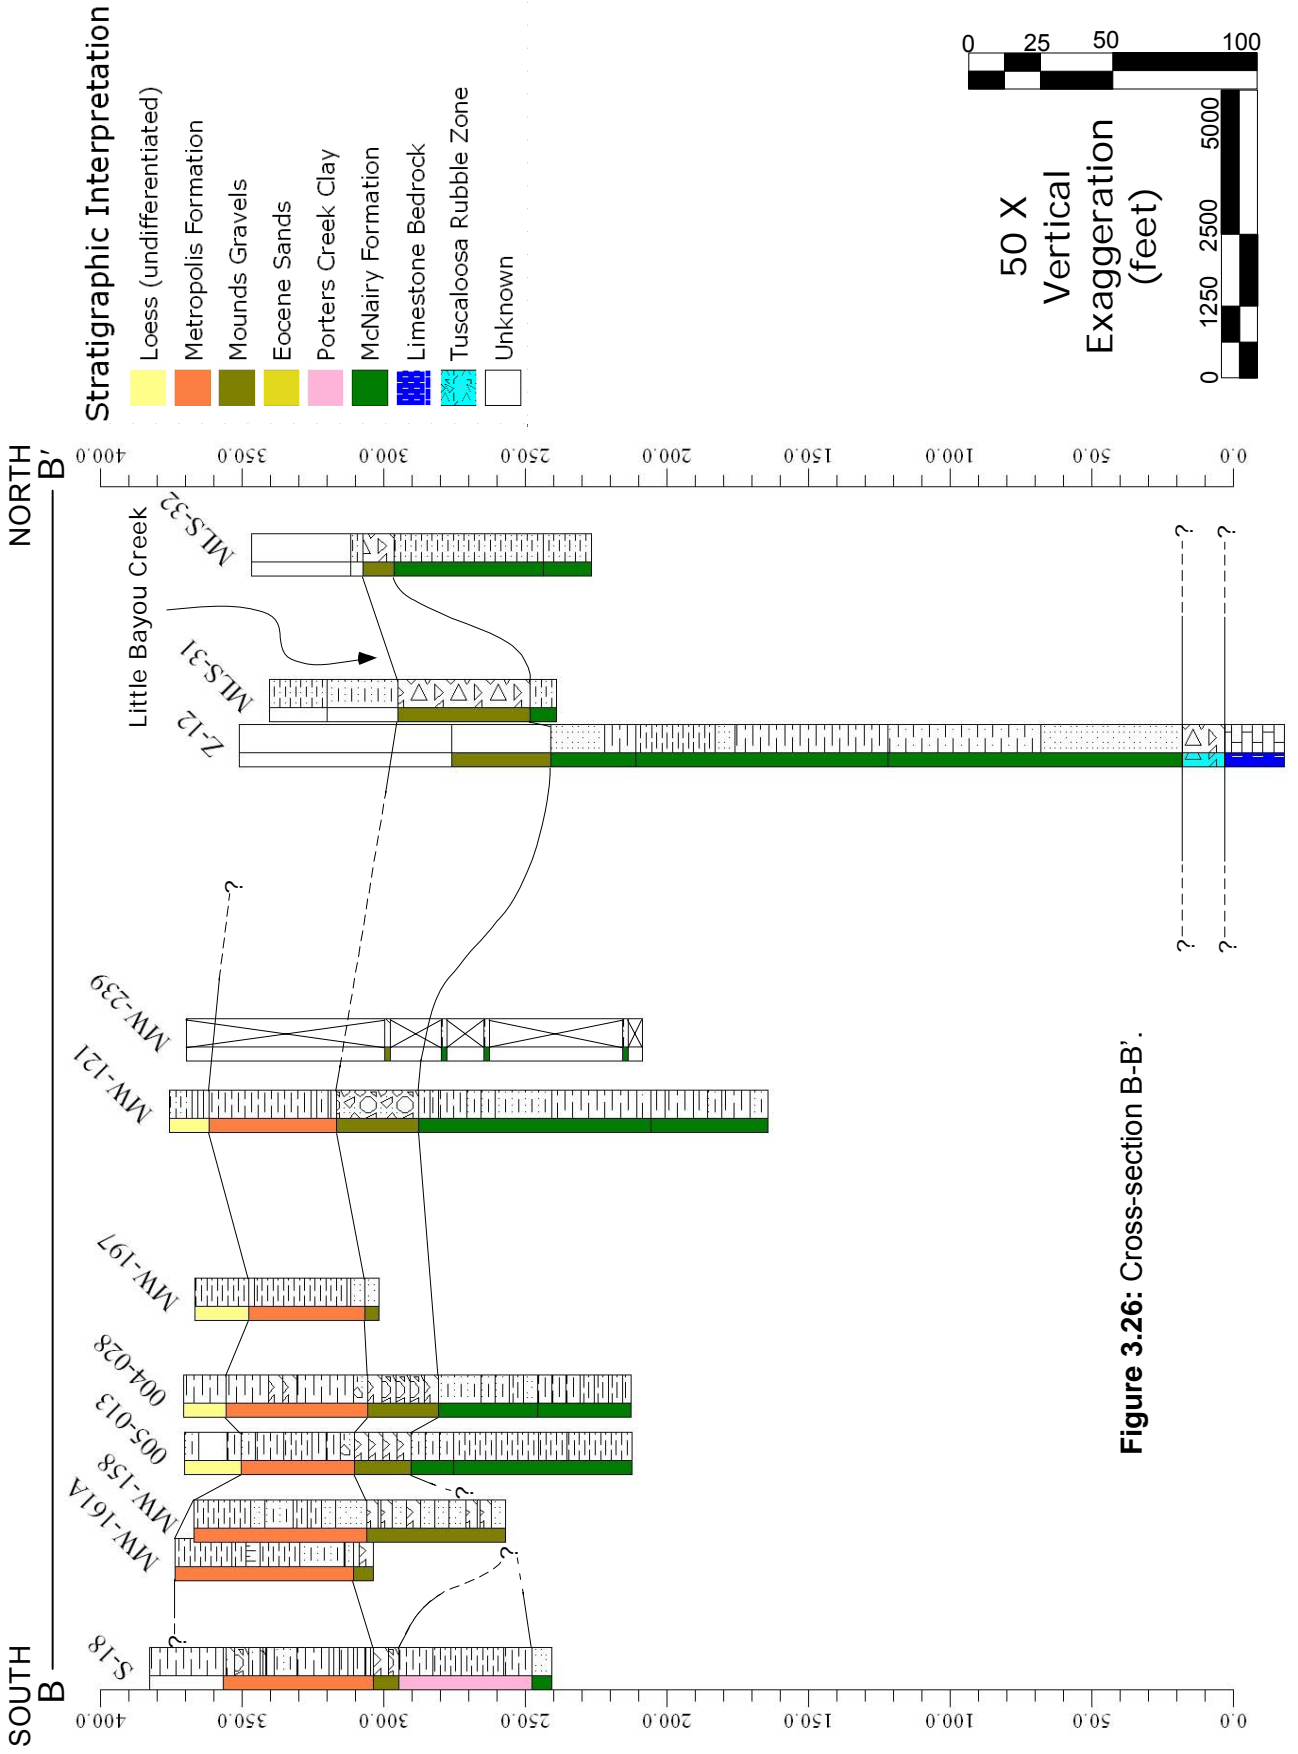 SOUTH
B
NORTH
B'
S-18
MW-161A
MW-158
005-013
004-028
MW-197
MW-121
MW-239
Z-12
MLS-31
MLS-32
Little Bayou Creek
400.0
350.0
300.0
250.0
200.0
150.0
100.0
50.0
0.0
400.0
350.0
300.0
250.0
200.0
150.0
100.0
50.0
0.0
?
?
?
?
?
?
?
?
Stratigraphic Interpretation
Loess (undifferentiated)
Metropolis Formation
Mounds Gravels
Eocene Sands
Porters Creek Clay
McNairy Formation
Limestone Bedrock
Tuscaloosa Rubble Zone
Unknown
50 X
Vertical
Exaggeration
(feet)
0
25
50
100
0
1250
2500
5000
Figure 3.26: Cross-section B-B’.